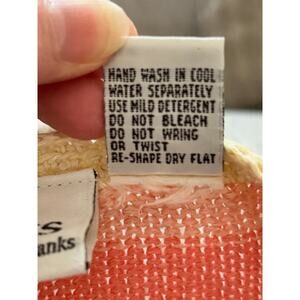 HAND WASH IN COOL
WATER SEPARATELY
USE MILD DETERGENT
DO NOT BLEACH
DO NOT WRING
OR TWIST
RE-SHAPE DRY FLAT
anks